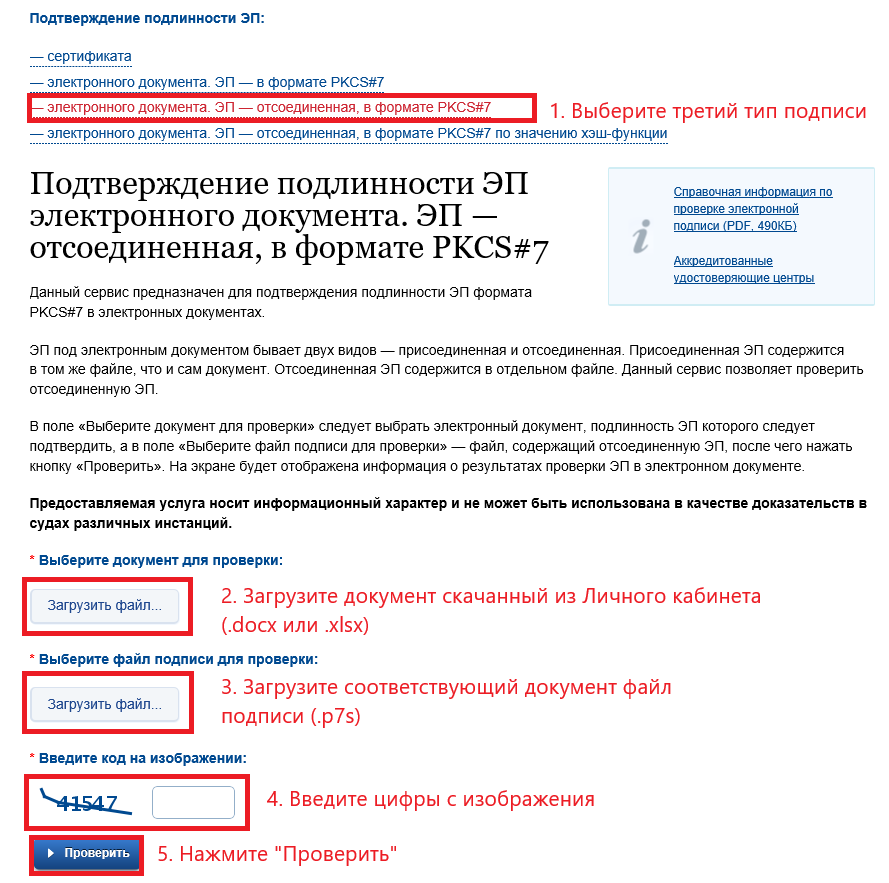 Подтверждение подлинности ЭП:
— сертификата
— электронного документа. ЭП — в формате PKCS#7
— электронного документа. ЭП — отсоединенная, в формате PKCS#7
1. Выберите третий тип подписи
— электронного документа. ЭП — отсоединенная, в формате PKCS#7 по значению хэш-функции
Подтверждение подлинности ЭП
электронного документа. ЭП —
отсоединенная, в формате PKCS#7
Справочная информация по
проверке электронной
подписи (PDF, 490КБ)
Аккредитованные
удостоверяющие центры
Данный сервис предназначен для подтверждения подлинности ЭП формата
PKCS#7 в электронных документах.
ЭП под электронным документом бывает двух видов — присоединенная и отсоединенная. Присоединенная ЭП содержится
в том же файле, что и сам документ. Отсоединенная ЭП содержится в отдельном файле. Данный сервис позволяет проверить
отсоединенную ЭП.
В поле «Выберите документ для проверки» следует выбрать электронный документ, подлинность ЭП которого следует
подтвердить, а в поле «Выберите файл подписи для проверки» — файл, содержащий отсоединенную ЭП, после чего нажать
кнопку «Проверить». На экране будет отображена информация о результатах проверки ЭП в электронном документе.
Предоставляемая услуга носит информационный характер и не может быть использована в качестве доказательств в
судах различных инстанций.
* Выберите документ для проверки:
Загрузить файл...
2. Загрузите документ скачанный из Личного кабинета
(.docx или .xlsx)
* Выберите файл подписи для проверки:
Загрузить файл...
3. Загрузите соответствующий документ файл
подписи (.p7s)
* Введите код на изображении:
41547
4. Введите цифры с изображения
Проверить
5. Нажмите "Проверить"